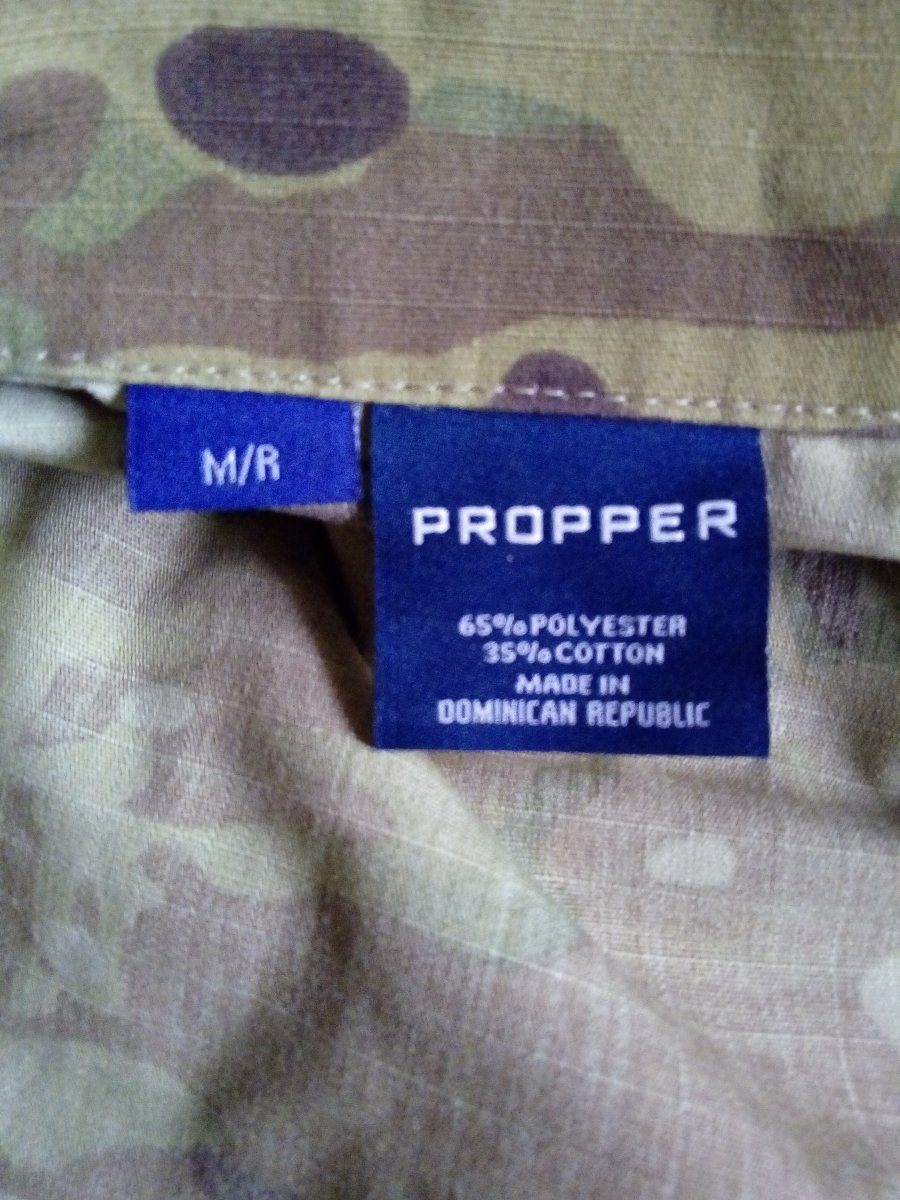 M/R
PROPPER
65% POLYESTER
35% COTTON
MADE IN
DOMINICAN REPUBLIC